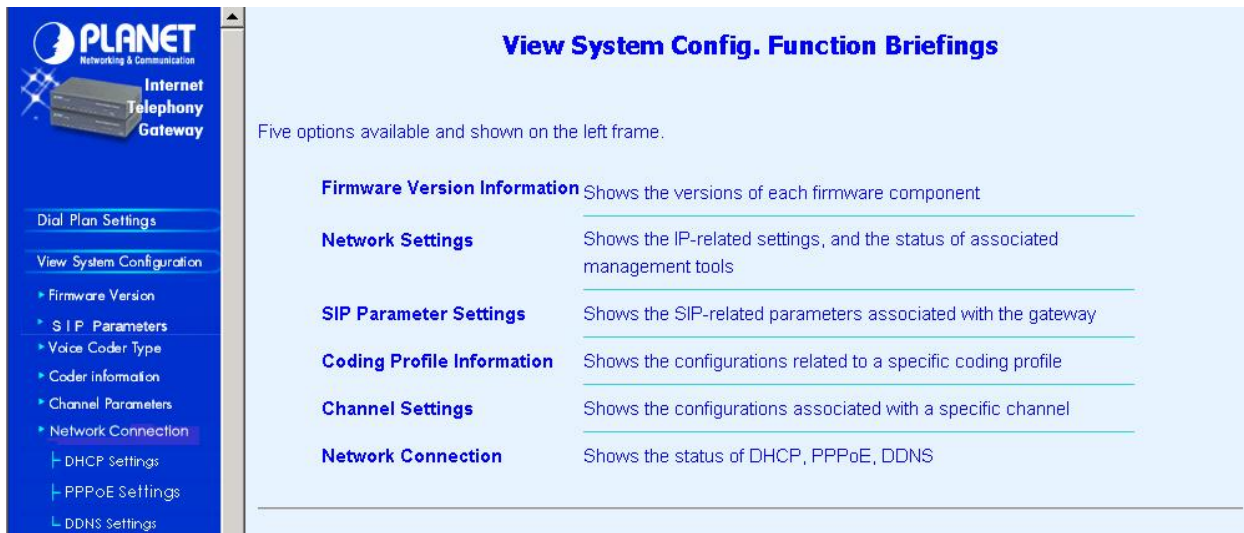 PLANET
Networking & Communication
Internet
Telephony
Gateway
Dial Plan Settings
View System Configuration
Firmware Version
SIP Parameters
Voice Coder Type
Coder information
Channel Parameters
Network Connection
DHCP Settings
PPPoE Settings
DDNS Settings
View System Config. Function Briefings
Five options available and shown on the left frame.
Firmware Version Information Shows the versions of each firmware component
Network Settings Shows the IP-related settings, and the status of associated
management tools
SIP Parameter Settings Shows the SIP-related parameters associated with the gateway
Coding Profile Information Shows the configurations related to a specific coding profile
Channel Settings Shows the configurations associated with a specific channel
Network Connection Shows the status of DHCP, PPPoE, DDNS